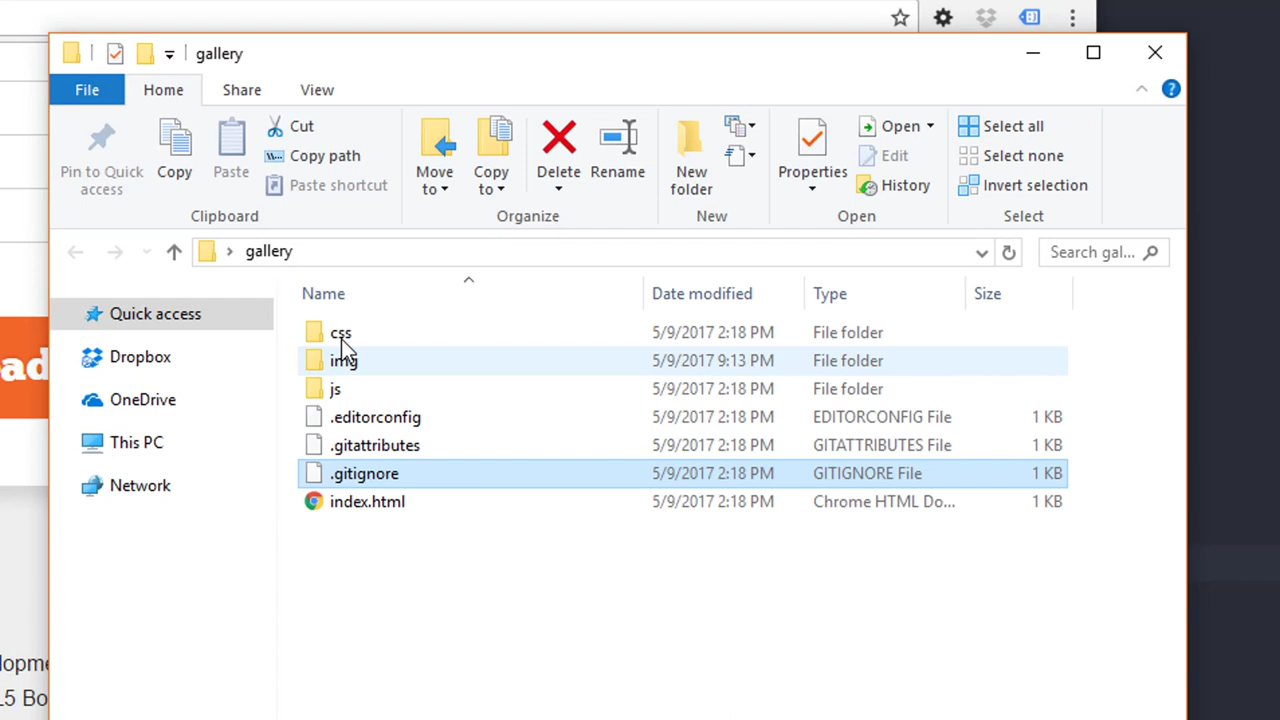 gallery
File Home Share View
Pin to Quick access
Copy
Paste
Cut
Copy path
Paste shortcut
Clipboard
Move to
Copy to
Delete
Rename
Organize
New folder
New
Properties
Open
Edit
History
Open
Select all
Select none
Invert selection
Select
gallery
Search gal...
Quick access
Dropbox
OneDrive
This PC
Network
Name Date modified Type Size
css 5/9/2017 2:18 PM File folder
img 5/9/2017 9:13 PM File folder
js 5/9/2017 2:18 PM File folder
.editorconfig 5/9/2017 2:18 PM EDITORCONFIG File 1 KB
.gitattributes 5/9/2017 2:18 PM GITATTRIBUTES File 1 KB
.gitignore 5/9/2017 2:18 PM GITIGNORE File 1 KB
index.html 5/9/2017 2:18 PM Chrome HTML Do... 1 KB